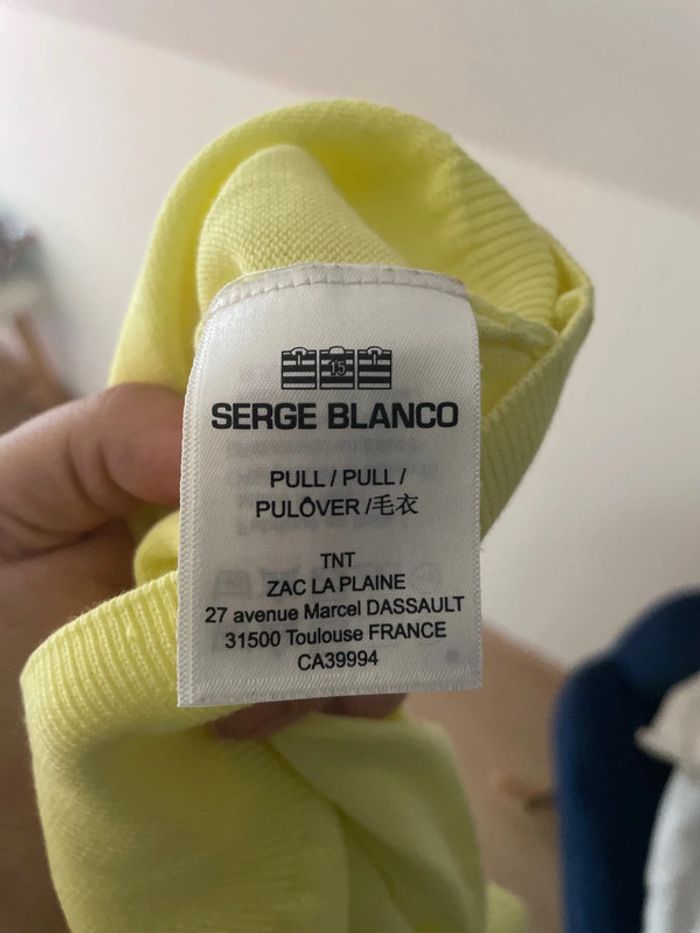 15
SERGE BLANCO
PULL / PULL /
PULÔVER /毛衣
TNT
ZAC LA PLAINE
27 avenue Marcel DASSAULT
31500 Toulouse FRANCE
CA39994